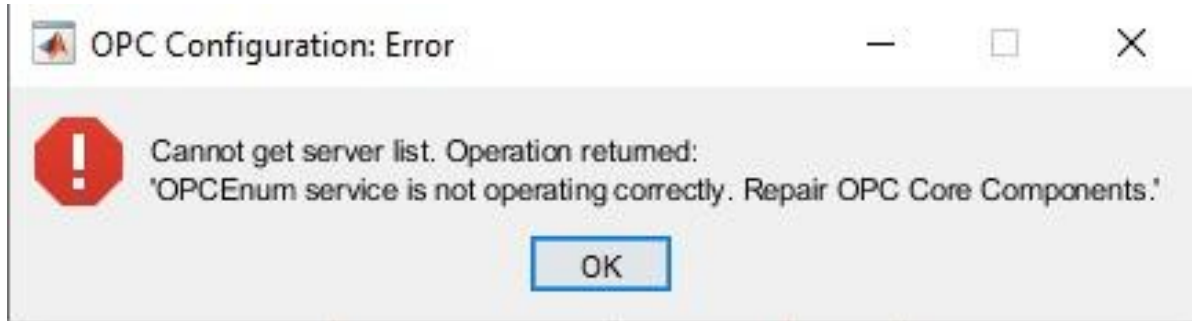 OPC Configuration: Error
Cannot get server list. Operation returned:
'OPCEnum service is not operating correctly. Repair OPC Core Components.'
OK